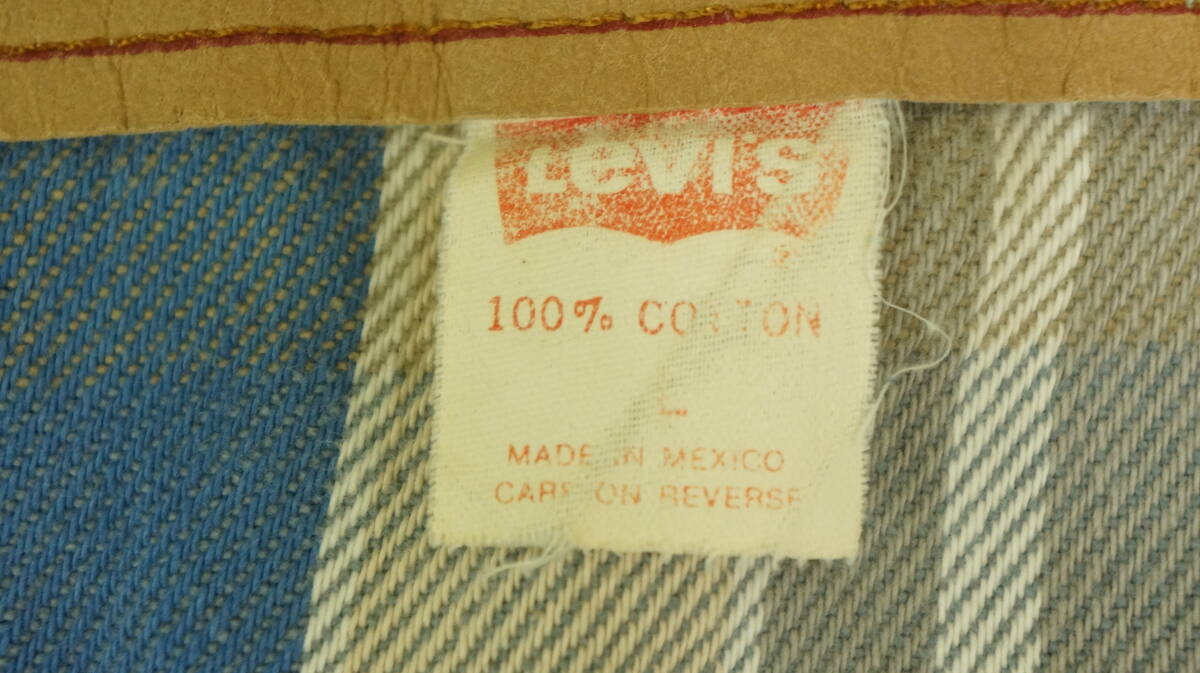 Levi's
®
100% COTTON
L
MADE IN MEXICO
CARE ON REVERSE